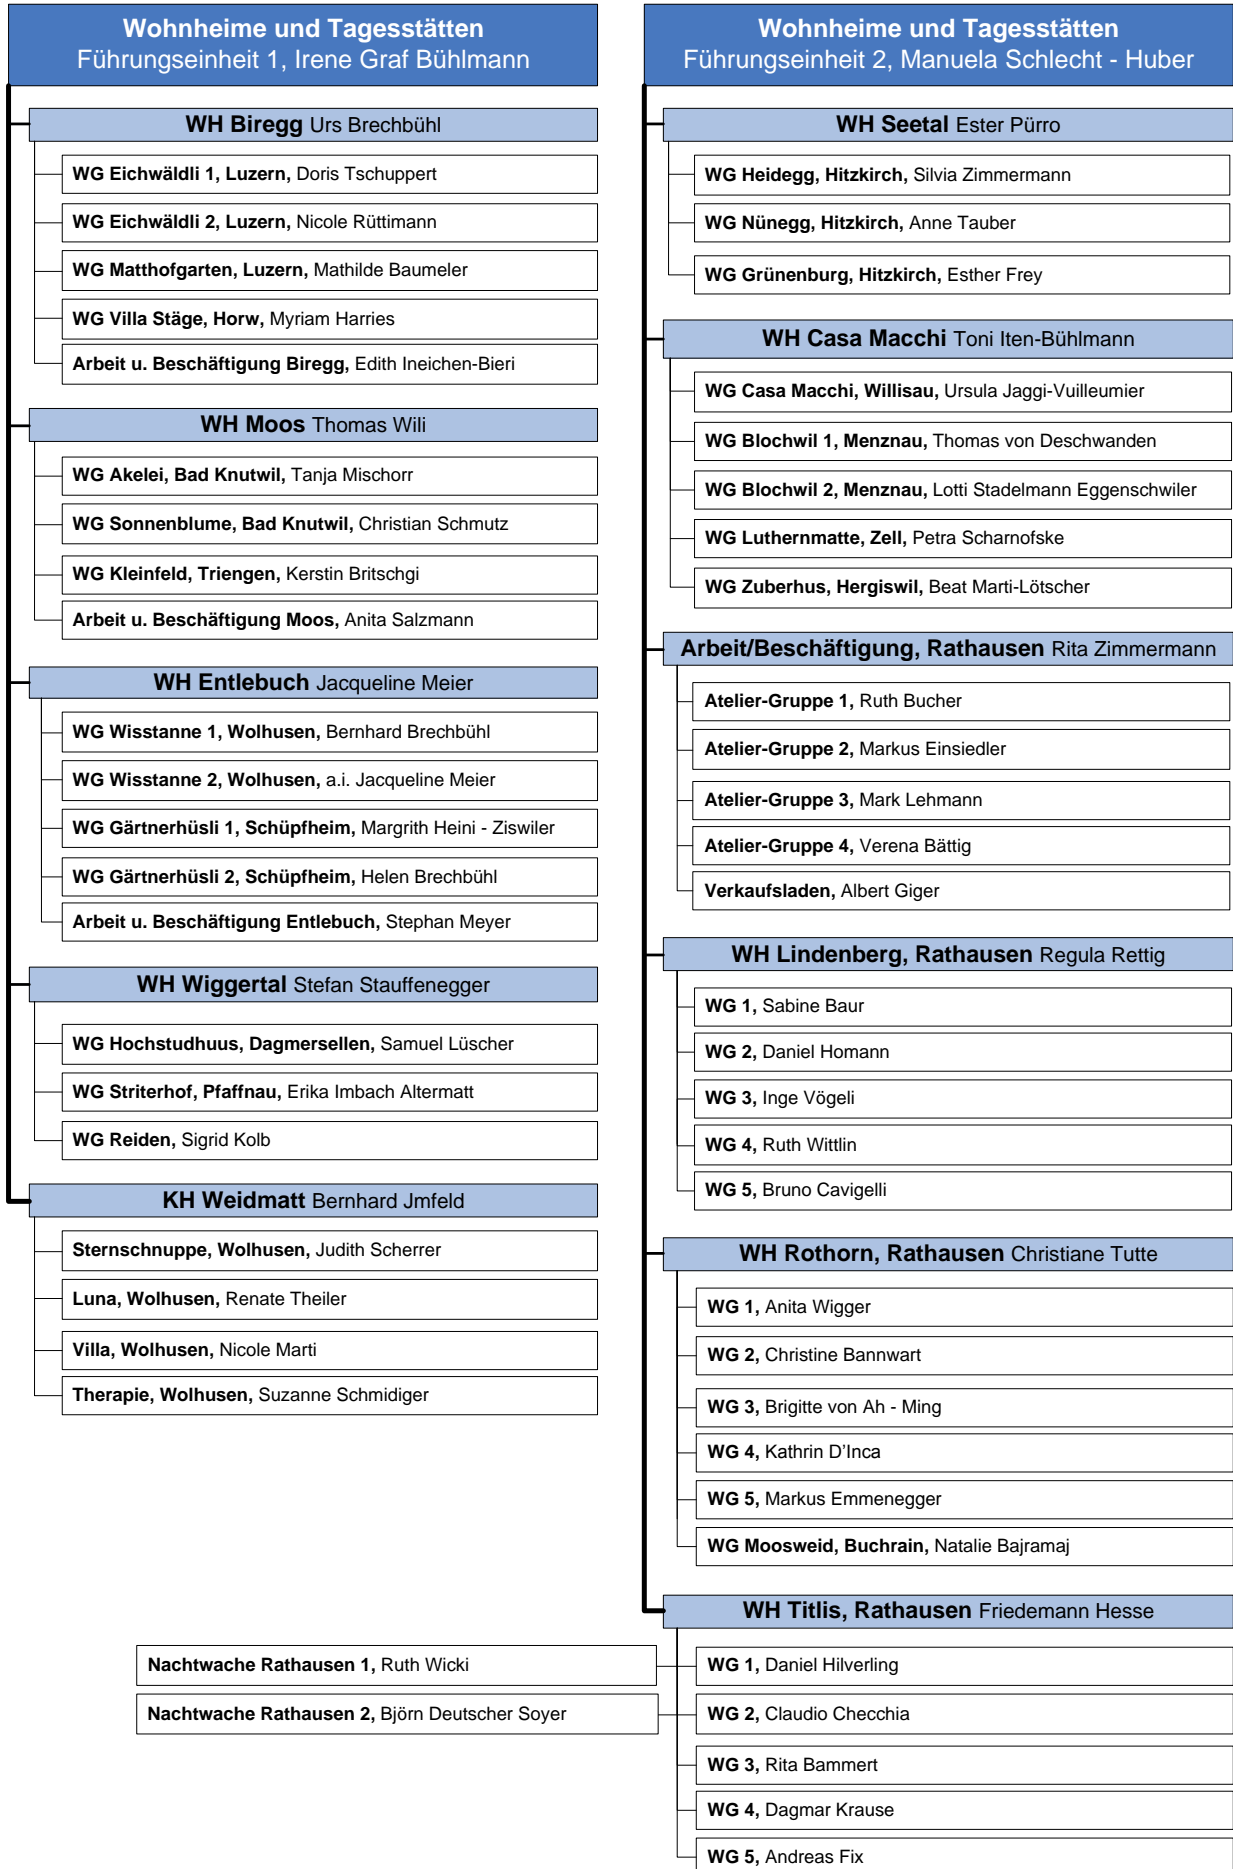 Wohnheime und Tagesstätten
Führungseinheit 1, Irene Graf Bühlmann
WH Biregg Urs Brechbühl
WG Eichwäldli 1, Luzern, Doris Tschuppert
WG Eichwäldli 2, Luzern, Nicole Rüttimann
WG Matthofgarten, Luzern, Mathilde Baumeler
WG Villa Stäge, Horw, Myriam Harries
Arbeit u. Beschäftigung Biregg, Edith Ineichen-Bieri
WH Moos Thomas Wili
WG Akelei, Bad Knutwil, Tanja Mischorr
WG Sonnenblume, Bad Knutwil, Christian Schmutz
WG Kleinfeld, Triengen, Kerstin Britschgi
Arbeit u. Beschäftigung Moos, Anita Salzmann
WH Entlebuch Jacqueline Meier
WG Wisstanne 1, Wolhusen, Bernhard Brechbühl
WG Wisstanne 2, Wolhusen, a.i. Jacqueline Meier
WG Gärtnerhüsli 1, Schüpfheim, Margrith Heini - Ziswiler
WG Gärtnerhüsli 2, Schüpfheim, Helen Brechbühl
Arbeit u. Beschäftigung Entlebuch, Stephan Meyer
WH Wiggertal Stefan Stauffenegger
WG Hochstudhuus, Dagmersellen, Samuel Lüscher
WG Striterhof, Pfaffnau, Erika Imbach Altermatt
WG Reiden, Sigrid Kolb
KH Weidmatt Bernhard Jmfeld
Sternschnuppe, Wolhusen, Judith Scherrer
Luna, Wolhusen, Renate Theiler
Villa, Wolhusen, Nicole Marti
Therapie, Wolhusen, Suzanne Schmidiger
Wohnheime und Tagesstätten
Führungseinheit 2, Manuela Schlecht - Huber
WH Seetal Ester Pürro
WG Heidegg, Hitzkirch, Silvia Zimmermann
WG Nünegg, Hitzkirch, Anne Tauber
WG Grünenburg, Hitzkirch, Esther Frey
WH Casa Macchi Toni Iten-Bühlmann
WG Casa Macchi, Willisau, Ursula Jaggi-Vuilleumier
WG Blochwil 1, Menznau, Thomas von Deschwanden
WG Blochwil 2, Menznau, Lotti Stadelmann Eggenschwiler
WG Luthernmatte, Zell, Petra Scharnofske
WG Zuberhus, Hergiswil, Beat Marti-Lötscher
Arbeit/Beschäftigung, Rathausen Rita Zimmermann
Atelier-Gruppe 1, Ruth Bucher
Atelier-Gruppe 2, Markus Einsiedler
Atelier-Gruppe 3, Mark Lehmann
Atelier-Gruppe 4, Verena Bättig
Verkaufsladen, Albert Giger
WH Lindenberg, Rathausen Regula Rettig
WG 1, Sabine Baur
WG 2, Daniel Homann
WG 3, Inge Vögeli
WG 4, Ruth Wittlin
WG 5, Bruno Cavigelli
WH Rothorn, Rathausen Christiane Tutte
WG 1, Anita Wigger
WG 2, Christine Bannwart
WG 3, Brigitte von Ah - Ming
WG 4, Kathrin D'Inca
WG 5, Markus Emmenegger
WG Moosweid, Buchrain, Natalie Bajramaj
WH Titlis, Rathausen Friedemann Hesse
Nachtwache Rathausen 1, Ruth Wicki
Nachtwache Rathausen 2, Björn Deutscher Soyer
WG 1, Daniel Hilverling
WG 2, Claudio Checchia
WG 3, Rita Bammert
WG 4, Dagmar Krause
WG 5, Andreas Fix